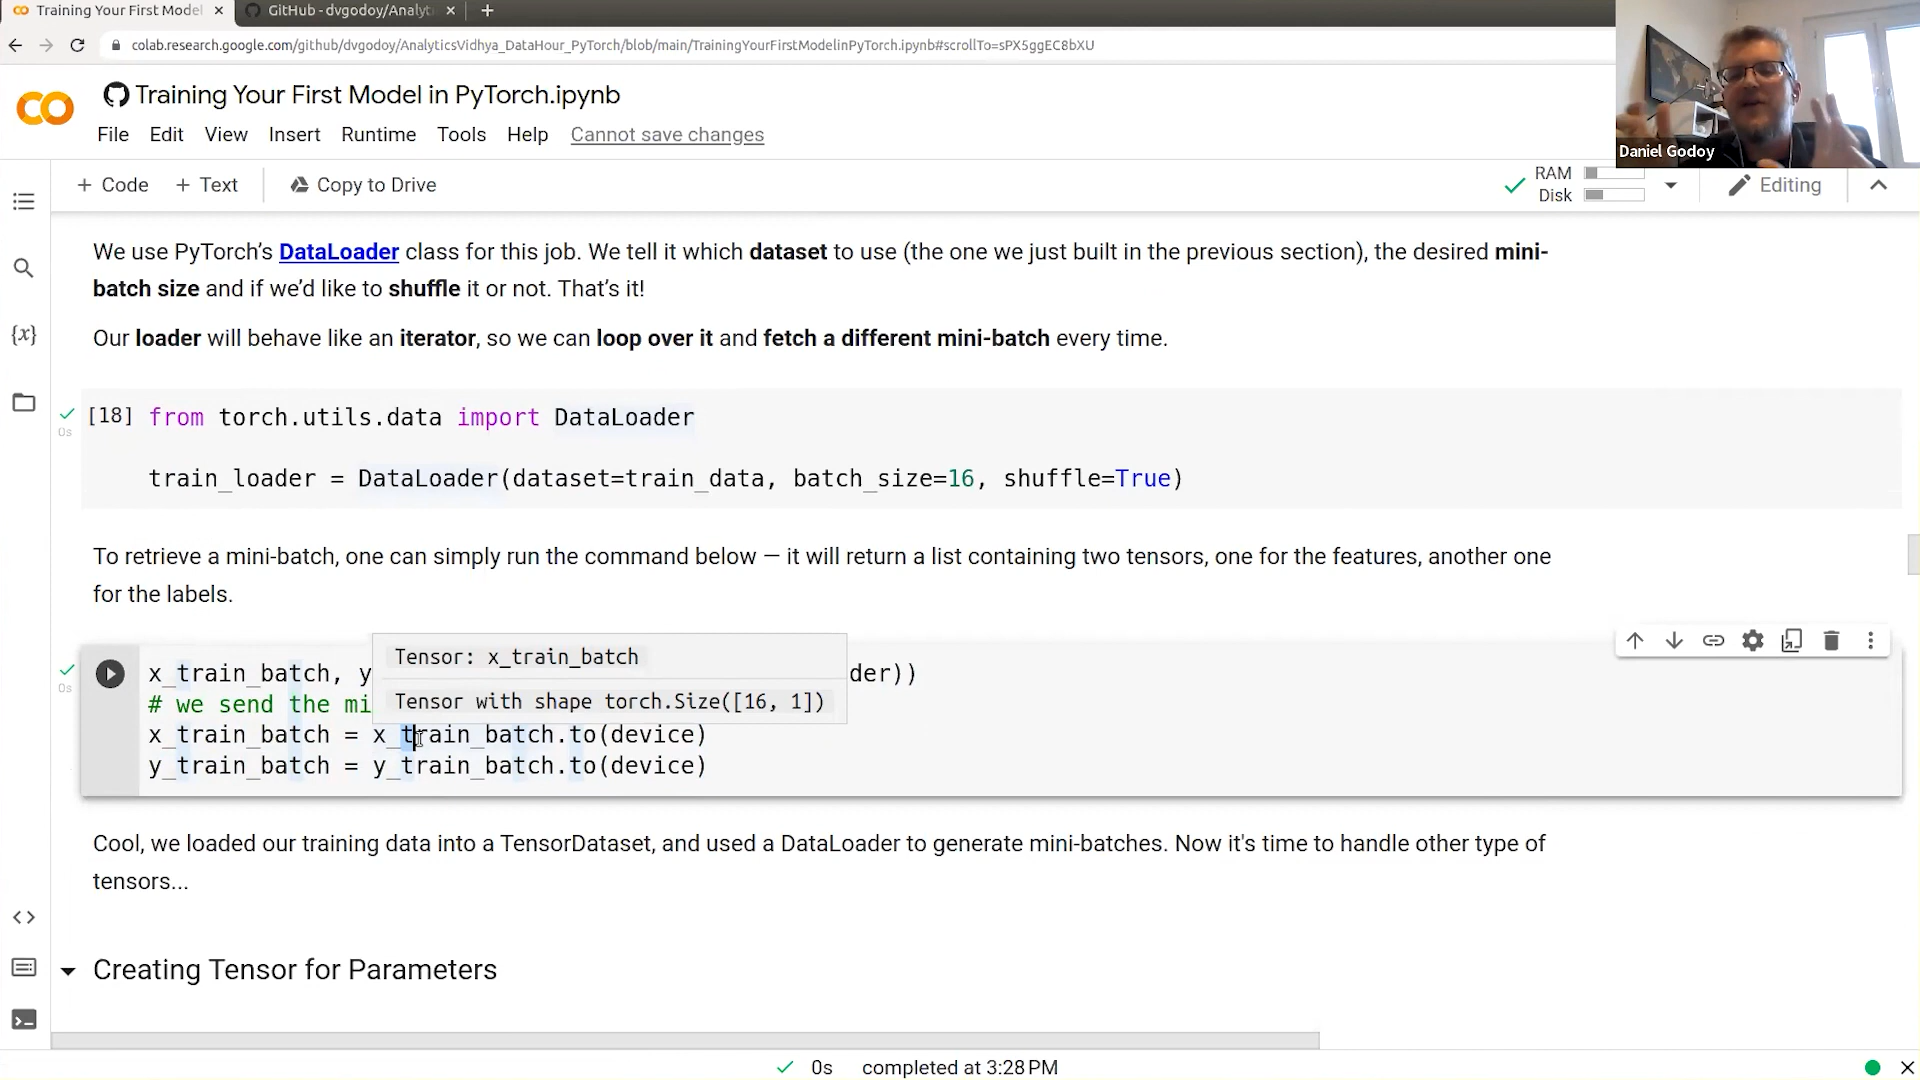 Training Your First Model
GitHub - dvgodoy/Analyt
colab.research.google.com/github/dvgodoy/AnalyticsVidhya_DataHour_PyTorch/blob/main/TrainingYourFirstModelinPyTorch.ipynb#scrollTo=sPX5ggEC8bXU
Training Your First Model in PyTorch.ipynb
File Edit View Insert Runtime Tools Help Cannot save changes
Daniel Godoy
+ Code + Text Copy to Drive
RAM
Disk
Editing
We use PyTorch's DataLoader class for this job. We tell it which dataset to use (the one we just built in the previous section), the desired mini-
batch size and if we'd like to shuffle it or not. That's it!
Our loader will behave like an iterator, so we can loop over it and fetch a different mini-batch every time.
[18] from torch.utils.data import DataLoader
0s
train_loader = DataLoader(dataset=train_data, batch_size=16, shuffle=True)
To retrieve a mini-batch, one can simply run the command below — it will return a list containing two tensors, one for the features, another one
for the labels.
Tensor: x_train_batch
x_train_batch, y der))
0s
Tensor with shape torch.Size([16, 1])
# we send the mi
x_train_batch = x_train_batch.to(device)
y_train_batch = y_train_batch.to(device)
Cool, we loaded our training data into a TensorDataset, and used a DataLoader to generate mini-batches. Now it's time to handle other type of
tensors...
Creating Tensor for Parameters
0s completed at 3:28 PM